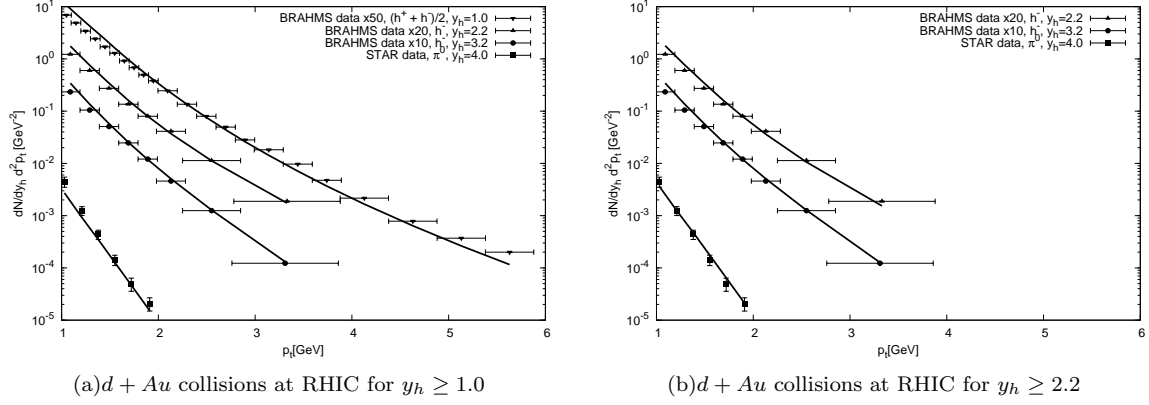 10²
10¹
10⁰
10⁻¹
10⁻²
10⁻³
10⁻⁴
10⁻⁵
dN/dy_h d²p_t [GeV⁻²]
BRAHMS data x50, (h⁺ + h⁻)/2, y_h=1.0
BRAHMS data x20, h⁻, y_h=2.2
BRAHMS data x10, h⁻, y_h=3.2
STAR data, π⁰, y_h=4.0
1 2 3 4 5 6
p_t[GeV]
(a)d + Au collisions at RHIC for y_h ≥ 1.0
10²
10¹
10⁰
10⁻¹
10⁻²
10⁻³
10⁻⁴
10⁻⁵
dN/dy_h d²p_t [GeV⁻²]
BRAHMS data x20, h⁻, y_h=2.2
BRAHMS data x10, h⁻, y_h=3.2
STAR data, π⁰, y_h=4.0
1 2 3 4 5 6
p_t[GeV]
(b)d + Au collisions at RHIC for y_h ≥ 2.2